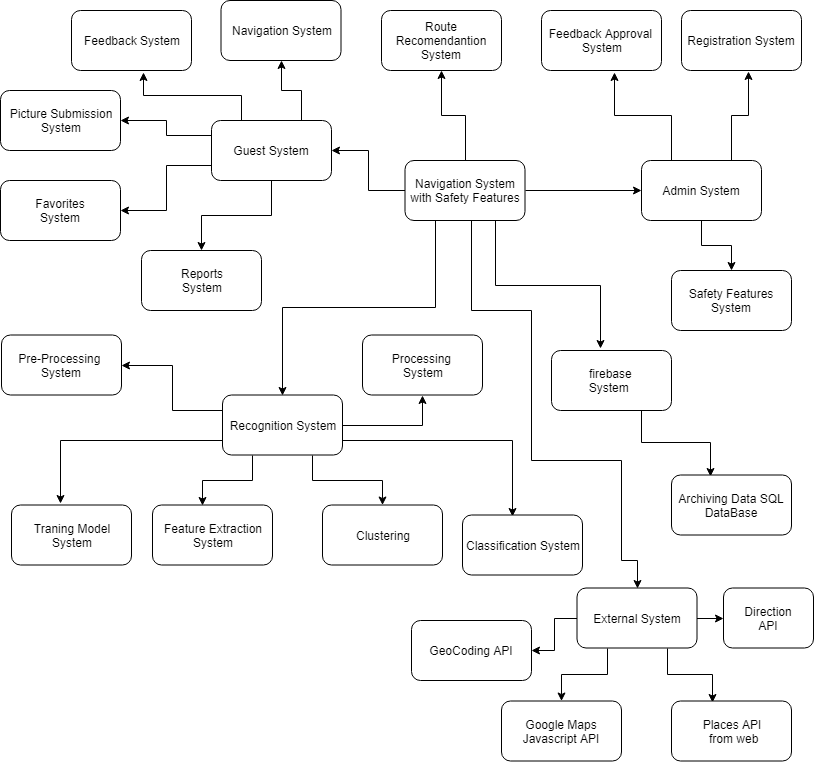 Feedback System
Navigation System
Route
Recomendantion
System
Feedback Approval
System
Registration System
Picture Submission
System
Guest System
Navigation System
with Safety Features
Admin System
Favorites
System
Reports
System
Safety Features
System
Pre-Processing
System
Processing
System
firebase
System
Recognition System
Archiving Data SQL
DataBase
Traning Model
System
Feature Extraction
System
Clustering
Classification System
External System
Direction
API
GeoCoding API
Google Maps
Javascript API
Places API
from web